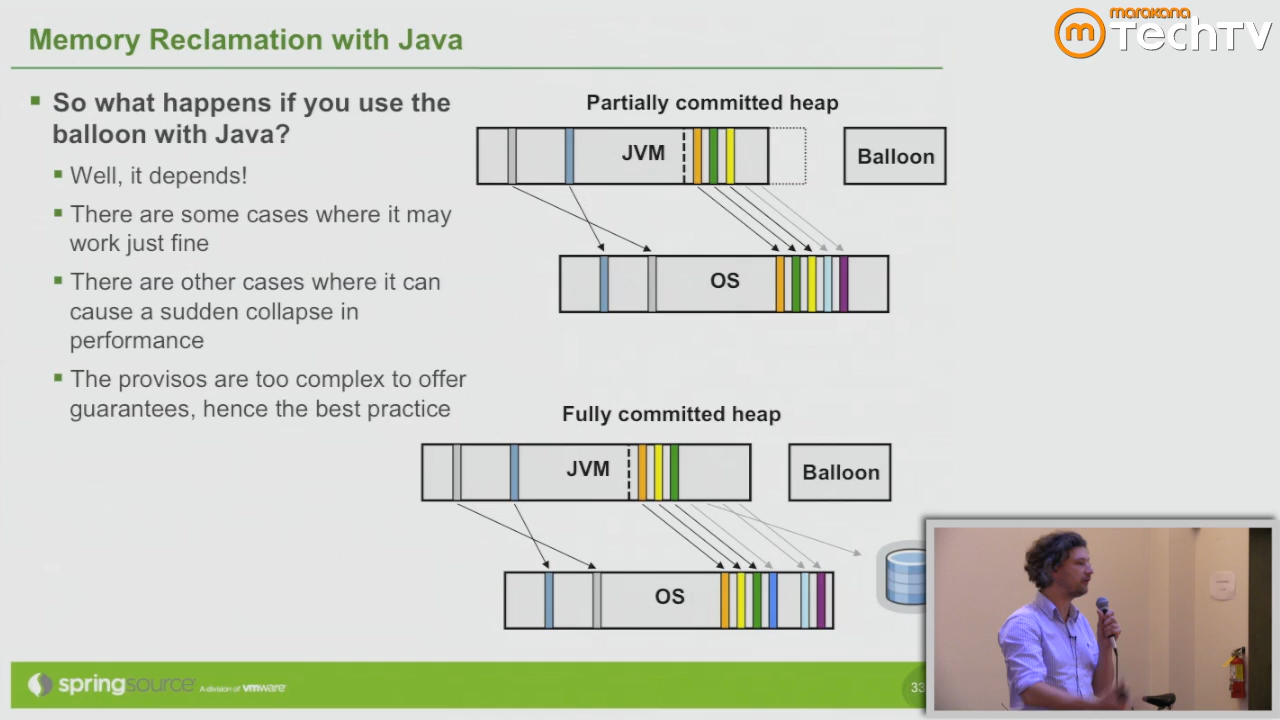 Memory Reclamation with Java
marakana
m TechTV
So what happens if you use the
balloon with Java?
Well, it depends!
There are some cases where it may
work just fine
There are other cases where it can
cause a sudden collapse in
performance
The provisos are too complex to offer
guarantees, hence the best practice
Partially committed heap
JVM
Balloon
OS
Fully committed heap
JVM
Balloon
OS
springsource A division of vmware
33